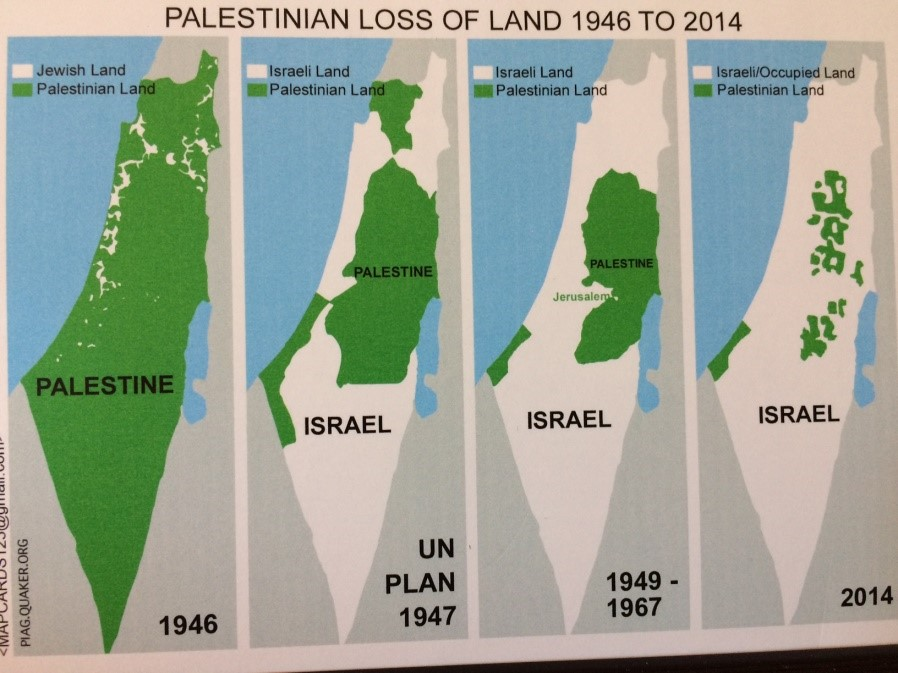 PALESTINIAN LOSS OF LAND 1946 TO 2014
Jewish Land
Palestinian Land
PALESTINE
1946
Israeli Land
Palestinian Land
PALESTINE
ISRAEL
UN
PLAN
1947
Israeli Land
Palestinian Land
PALESTINE
Jerusalem
ISRAEL
1949 -
1967
Israeli/Occupied Land
Palestinian Land
ISRAEL
2014
PIAG.QUAKER.ORG